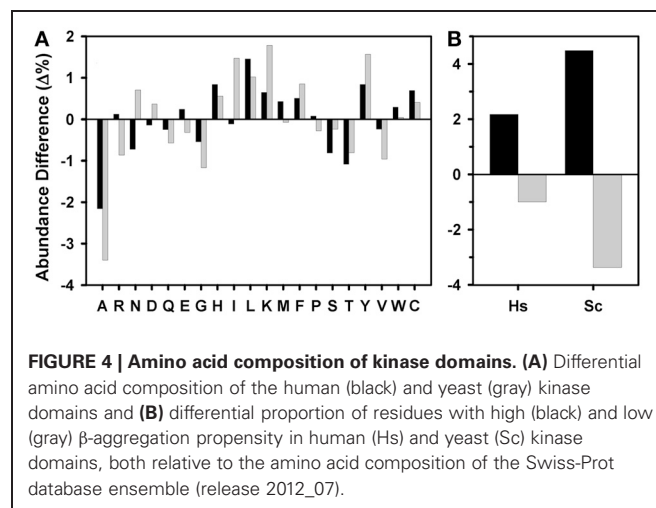 A
B
Abundance Difference (Δ%)
2
1
0
-1
-2
-3
-4
A R N D Q E G H I L K M F P S T Y V W C
4
2
0
-2
-4
Hs Sc
FIGURE 4 | Amino acid composition of kinase domains. (A) Differential
amino acid composition of the human (black) and yeast (gray) kinase
domains and (B) differential proportion of residues with high (black) and low
(gray) β-aggregation propensity in human (Hs) and yeast (Sc) kinase
domains, both relative to the amino acid composition of the Swiss-Prot
database ensemble (release 2012_07).